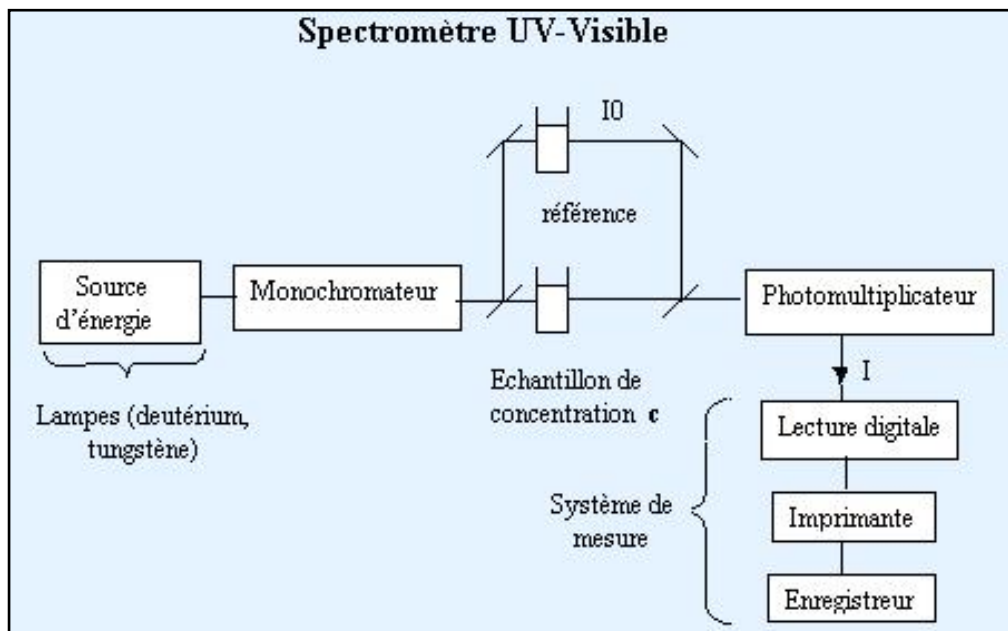 Spectromètre UV-Visible
I0
référence
Source
d'énergie
Monochromateur
Photomultiplicateur
I
Lampes (deutérium,
tungstène)
Echantillon de
concentration c
Lecture digitale
Système de
mesure
Imprimante
Enregistreur